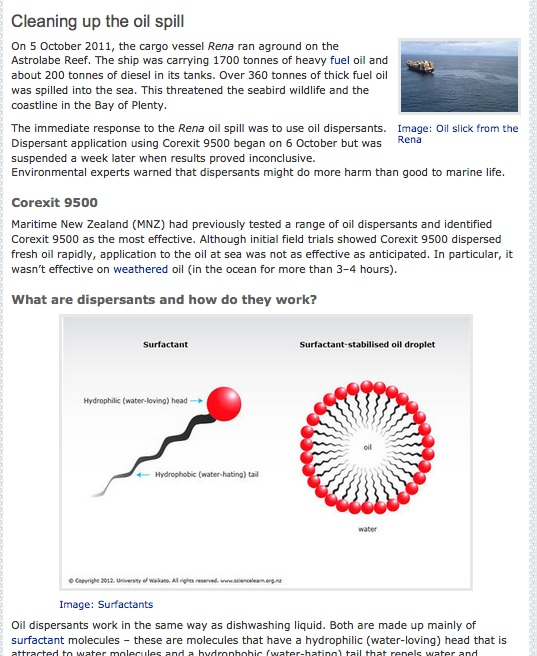 Cleaning up the oil spill
On 5 October 2011, the cargo vessel Rena ran aground on the
Astrolabe Reef. The ship was carrying 1700 tonnes of heavy fuel oil and
about 200 tonnes of diesel in its tanks. Over 360 tonnes of thick fuel oil
was spilled into the sea. This threatened the seabird wildlife and the
coastline in the Bay of Plenty.
Image: Oil slick from the
Rena
The immediate response to the Rena oil spill was to use oil dispersants.
Dispersant application using Corexit 9500 began on 6 October but was
suspended a week later when results proved inconclusive.
Environmental experts warned that dispersants might do more harm than good to marine life.
Corexit 9500
Maritime New Zealand (MNZ) had previously tested a range of oil dispersants and identified
Corexit 9500 as the most effective. Although initial field trials showed Corexit 9500 dispersed
fresh oil rapidly, application to the oil at sea was not as effective as anticipated. In particular, it
wasn't effective on weathered oil (in the ocean for more than 3–4 hours).
What are dispersants and how do they work?
Surfactant
Surfactant-stabilised oil droplet
Hydrophilic (water-loving) head
Hydrophobic (water-hating) tail
oil
water
© Copyright 2012. University of Waikato. All rights reserved. www.sciencelearn.org.nz
Image: Surfactants
Oil dispersants work in the same way as dishwashing liquid. Both are made up mainly of
surfactant molecules – these are molecules that have a hydrophilic (water-loving) head that is
attracted to water molecules and a hydrophobic (water-hating) tail that repels water and